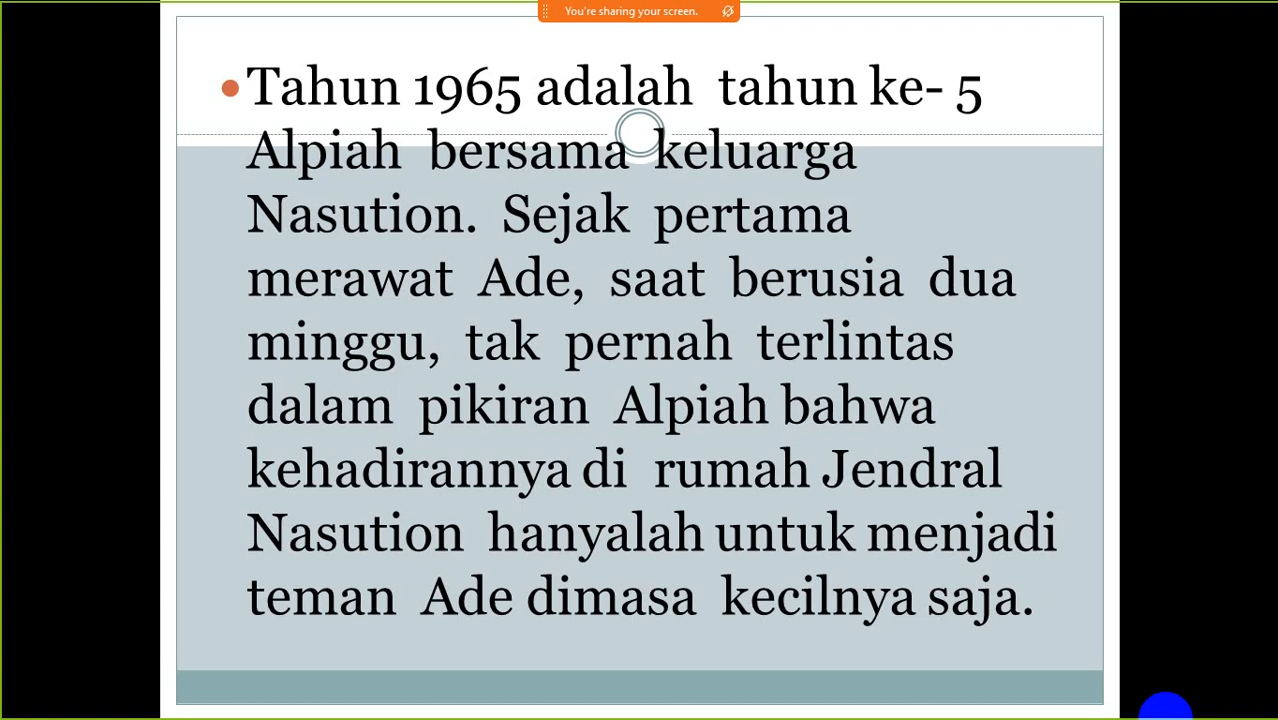 You're sharing your screen.
•Tahun 1965 adalah tahun ke- 5
Alpiah bersama keluarga
Nasution. Sejak pertama
merawat Ade, saat berusia dua
minggu, tak pernah terlintas
dalam pikiran Alpiah bahwa
kehadirannya di rumah Jendral
Nasution hanyalah untuk menjadi
teman Ade dimasa kecilnya saja.